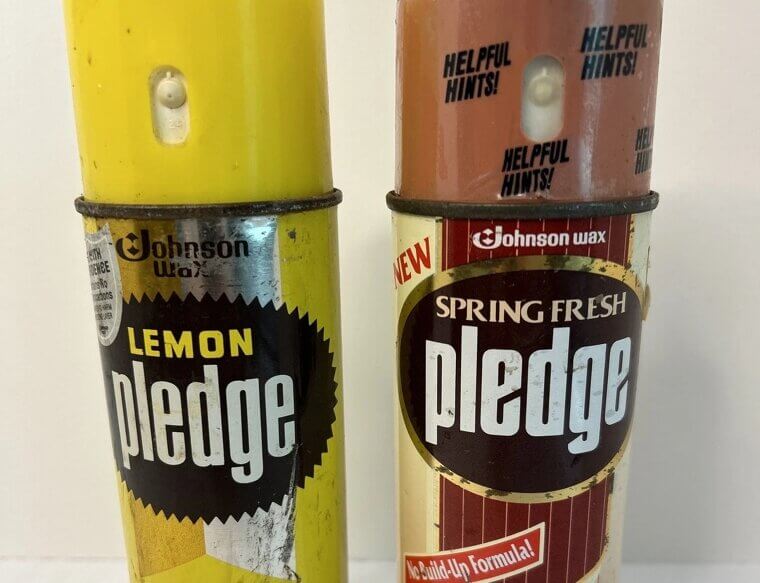 HELPFUL
HINTS!
HELPFUL
HINTS!
HELPFUL
HINTS!
Johnson
wax
LEMON
pledge
Johnson wax
NEW
SPRING FRESH
pledge
No Build-Up Formula!